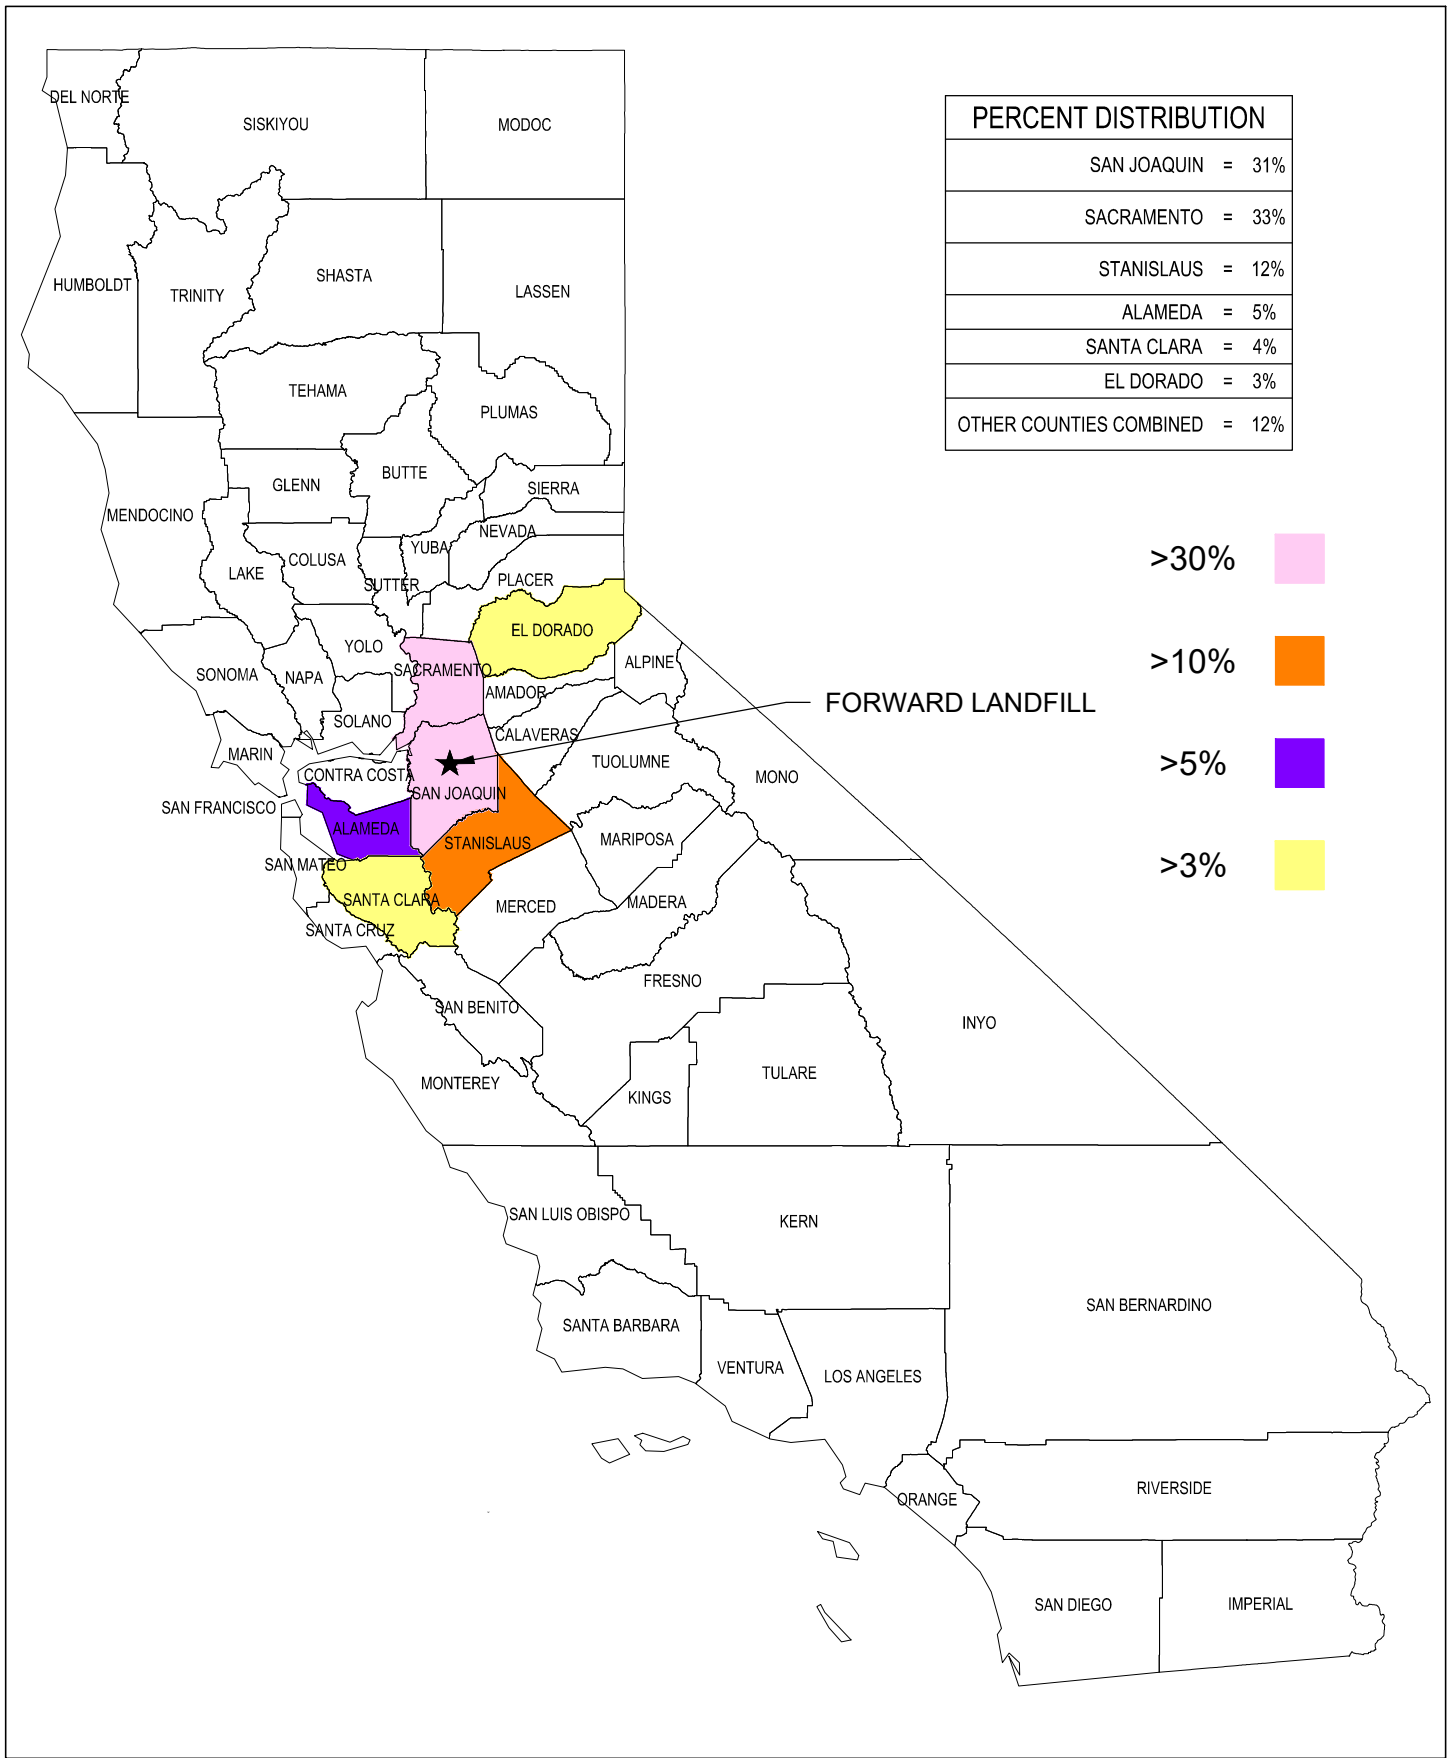 DEL NORTE
SISKIYOU
MODOC
PERCENT DISTRIBUTION
SAN JOAQUIN = 31%
SACRAMENTO = 33%
STANISLAUS = 12%
ALAMEDA = 5%
SANTA CLARA = 4%
EL DORADO = 3%
OTHER COUNTIES COMBINED = 12%
HUMBOLDT
TRINITY
SHASTA
LASSEN
TEHAMA
PLUMAS
BUTTE
GLENN
SIERRA
MENDOCINO
NEVADA
YUBA
COLUSA
LAKE
SUTTER
PLACER
>30%
EL DORADO
YOLO
SONOMA
NAPA
SACRAMENTO
ALPINE
>10%
AMADOR
SOLANO
FORWARD LANDFILL
CALAVERAS
MARIN
TUOLUMNE
CONTRA COSTA
MONO
>5%
SAN JOAQUIN
SAN FRANCISCO
ALAMEDA
STANISLAUS
MARIPOSA
SAN MATEO
>3%
SANTA CLARA
MERCED
MADERA
SANTA CRUZ
FRESNO
SAN BENITO
INYO
MONTEREY
KINGS
TULARE
SAN LUIS OBISPO
KERN
SANTA BARBARA
SAN BERNARDINO
VENTURA
LOS ANGELES
ORANGE
RIVERSIDE
SAN DIEGO
IMPERIAL